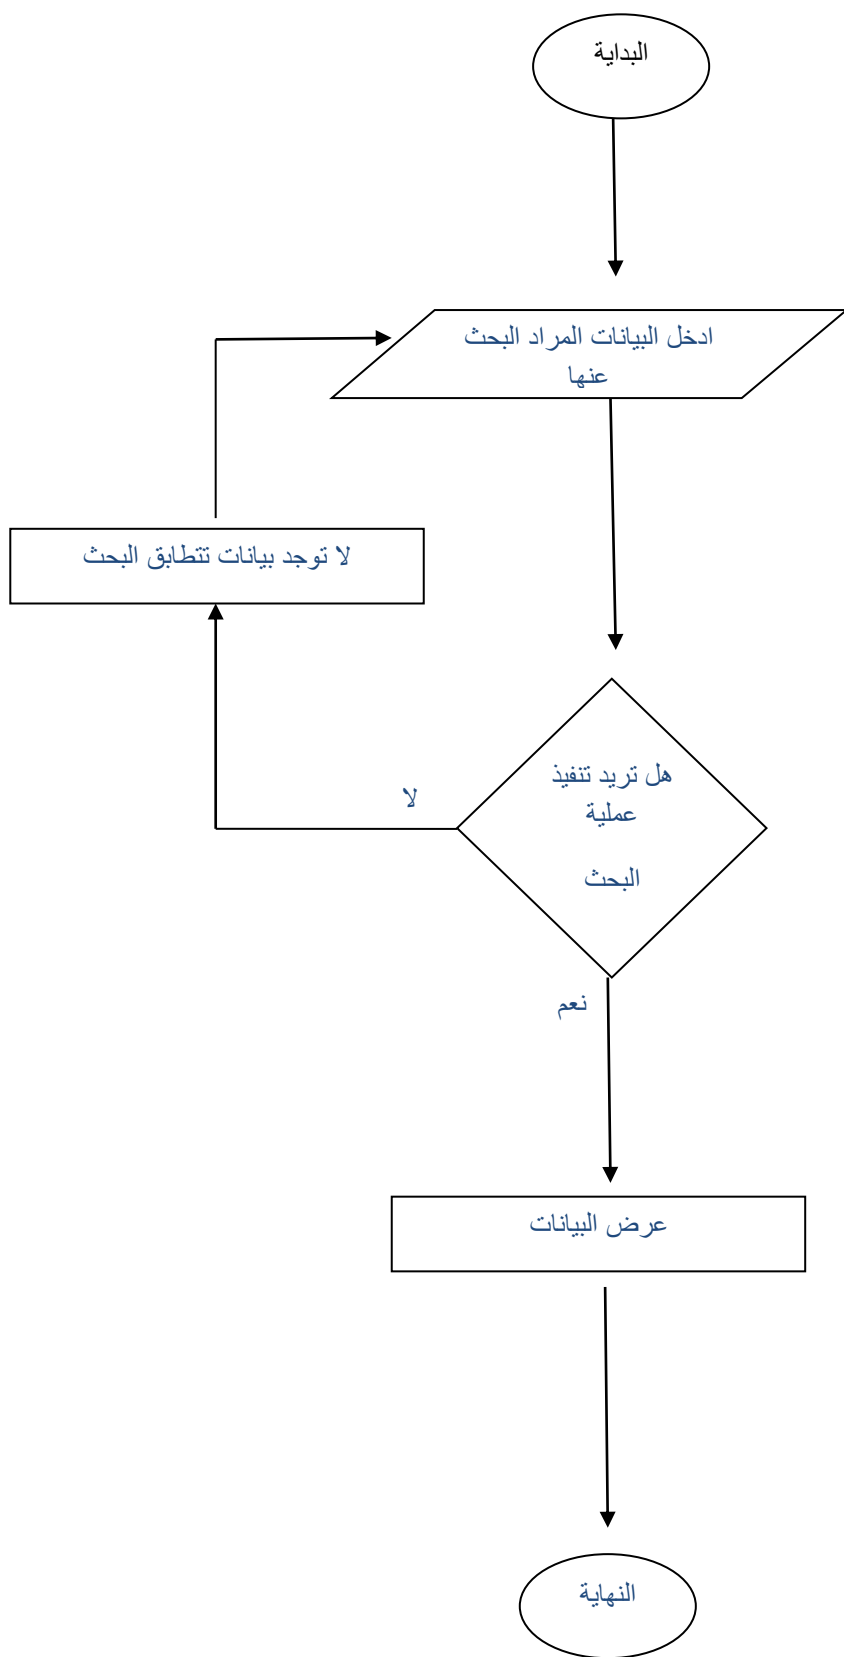 البداية
ادخل البيانات المراد البحث
عنها
لا توجد بيانات تتطابق البحث
هل تريد تنفيذ
عملية
البحث
لا
نعم
عرض البيانات
النهاية